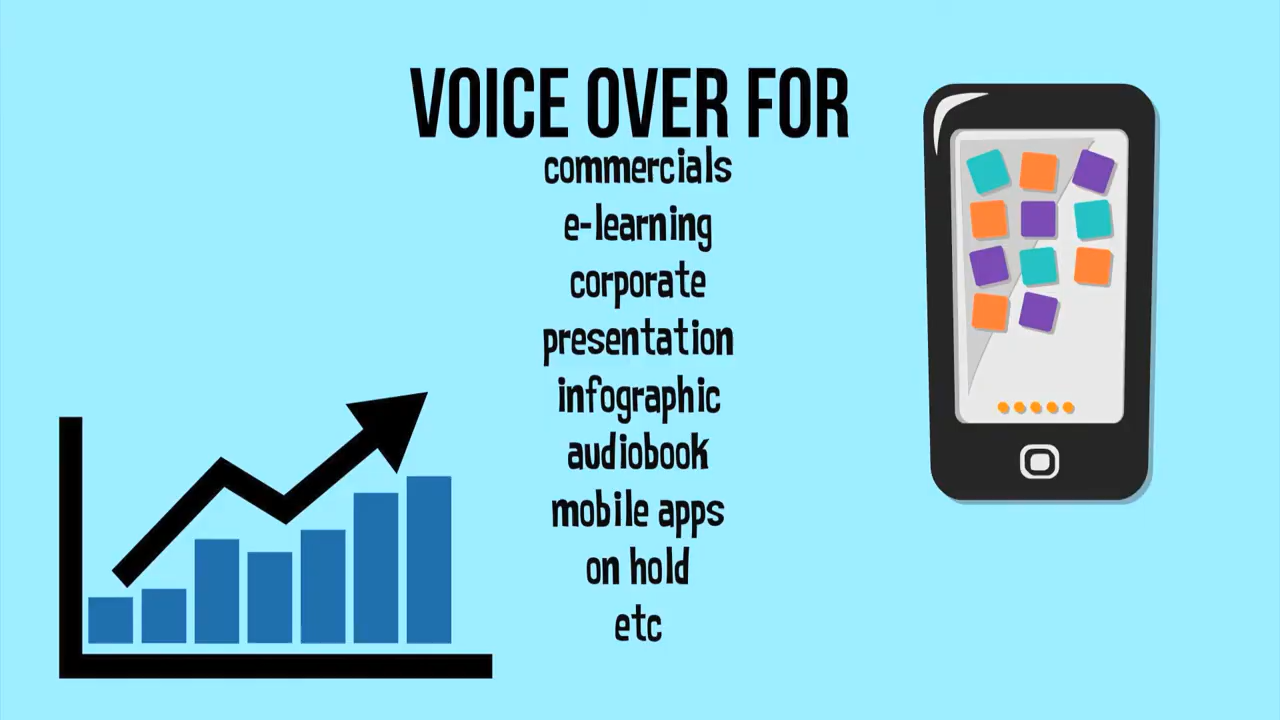 VOICE OVER FOR
commercials
e-learning
corporate
presentation
infographic
audiobook
mobile apps
on hold
etc